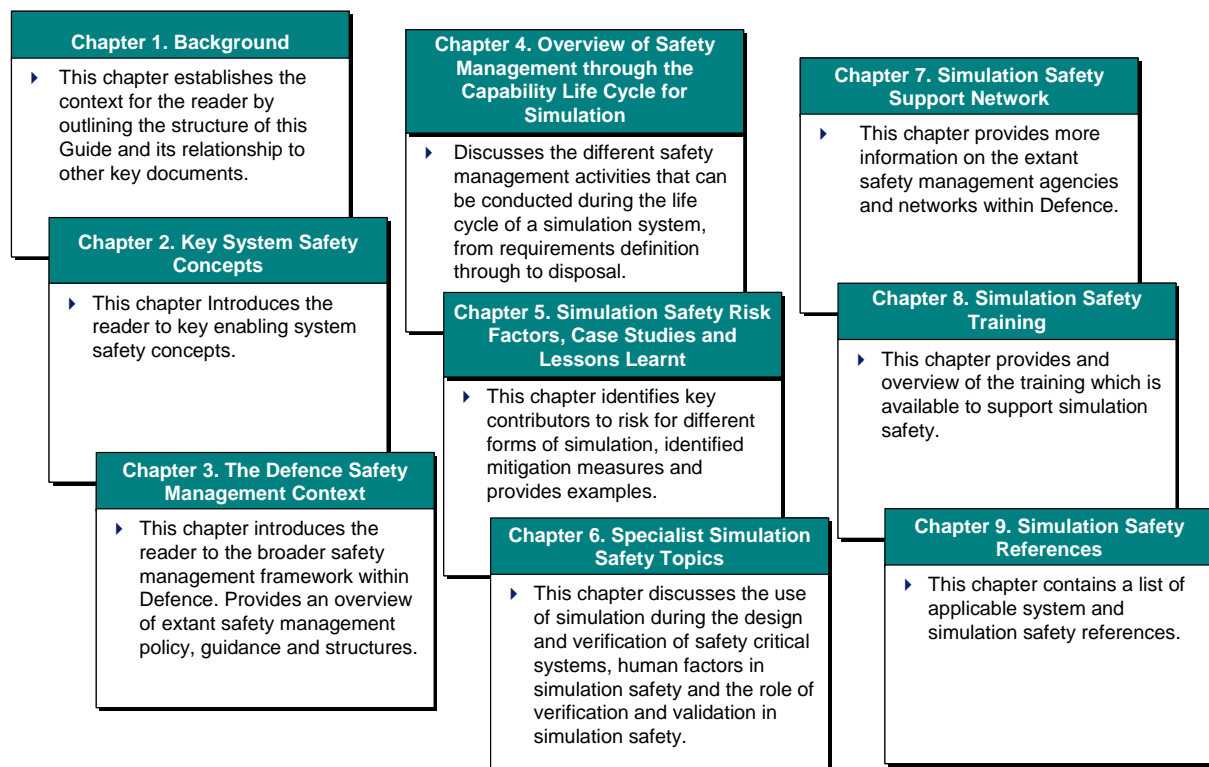 Chapter 1. Background
This chapter establishes the
context for the reader by
outlining the structure of this
Guide and its relationship to
other key documents.
Chapter 2. Key System Safety
Concepts
This chapter Introduces the
reader to key enabling system
safety concepts.
Chapter 3. The Defence Safety
Management Context
This chapter introduces the
reader to the broader safety
management framework within
Defence. Provides an overview
of extant safety management
policy, guidance and structures.
Chapter 4. Overview of Safety
Management through the
Capability Life Cycle for
Simulation
Discusses the different safety
management activities that can
be conducted during the life
cycle of a simulation system,
from requirements definition
through to disposal.
Chapter 5. Simulation Safety Risk
Factors, Case Studies and
Lessons Learnt
This chapter identifies key
contributors to risk for different
forms of simulation, identified
mitigation measures and
provides examples.
Chapter 6. Specialist Simulation
Safety Topics
This chapter discusses the use
of simulation during the design
and verification of safety critical
systems, human factors in
simulation safety and the role of
verification and validation in
simulation safety.
Chapter 7. Simulation Safety
Support Network
This chapter provides more
information on the extant
safety management agencies
and networks within Defence.
Chapter 8. Simulation Safety
Training
This chapter provides and
overview of the training which is
available to support simulation
safety.
Chapter 9. Simulation Safety
References
This chapter contains a list of
applicable system and
simulation safety references.